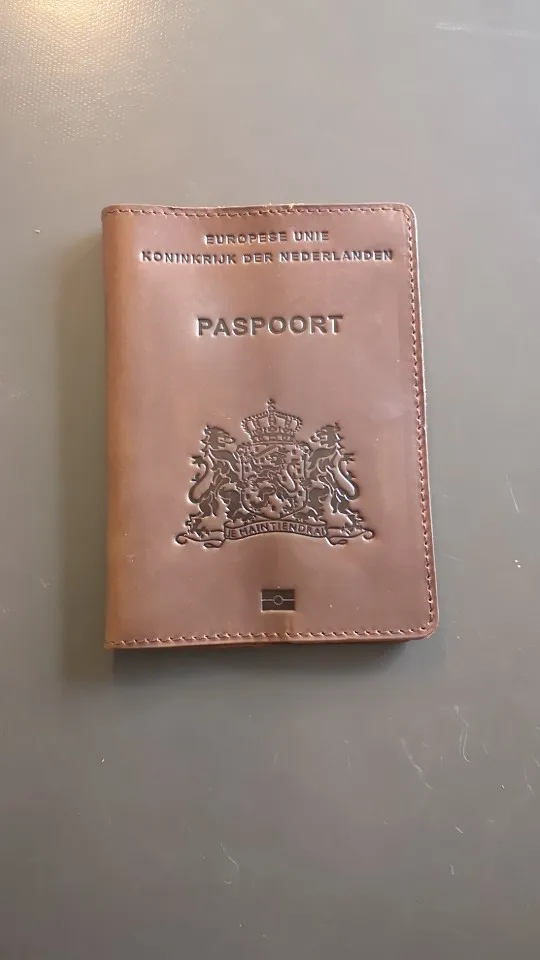 EUROPESE UNIE
KONINKRIJK DER NEDERLANDEN
PASPOORT
JE MAINTIENDRAI